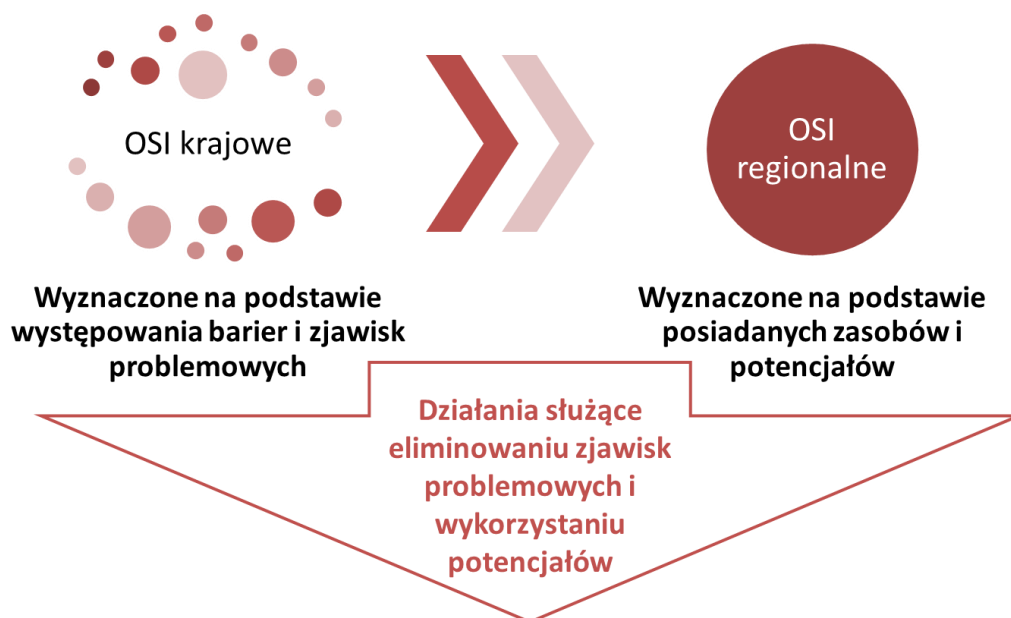 OSI krajowe
OSI
regionalne
Wyznaczone na podstawie
występowania barier i zjawisk
problemowych
Wyznaczone na podstawie
posiadanych zasobów i
potencjałów
Działania służące
eliminowaniu zjawisk
problemowych i
wykorzystaniu
potencjałów